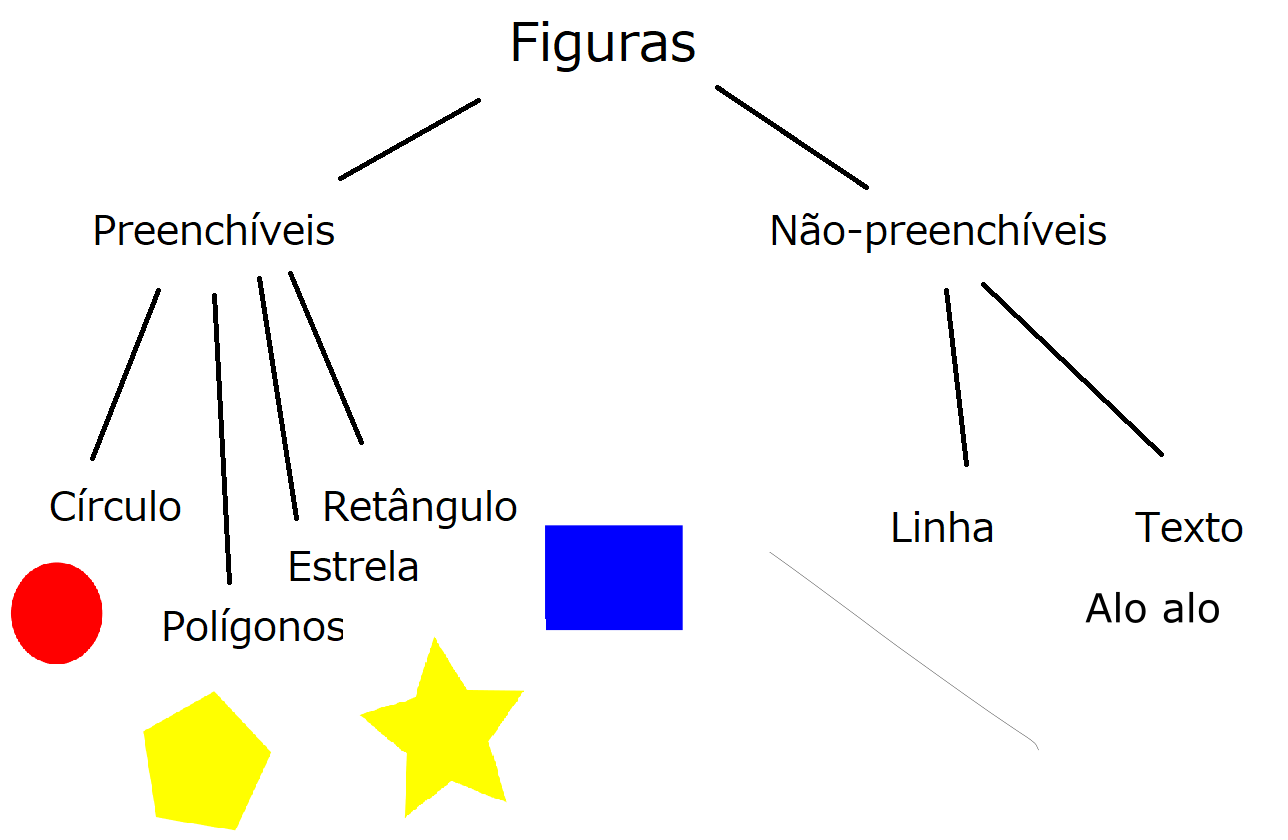 Figuras
Preenchíveis
Não-preenchíveis
Círculo
Retângulo
Estrela
Polígonos
Linha
Texto
Alo alo